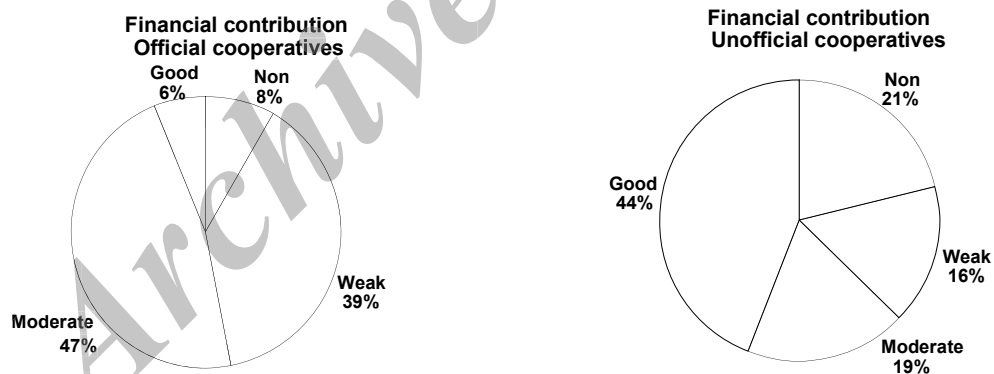 Financial contribution
Official cooperatives
Good
6%
Non
8%
Weak
39%
Moderate
47%
Financial contribution
Unofficial cooperatives
Non
21%
Good
44%
Weak
16%
Moderate
19%
Archive